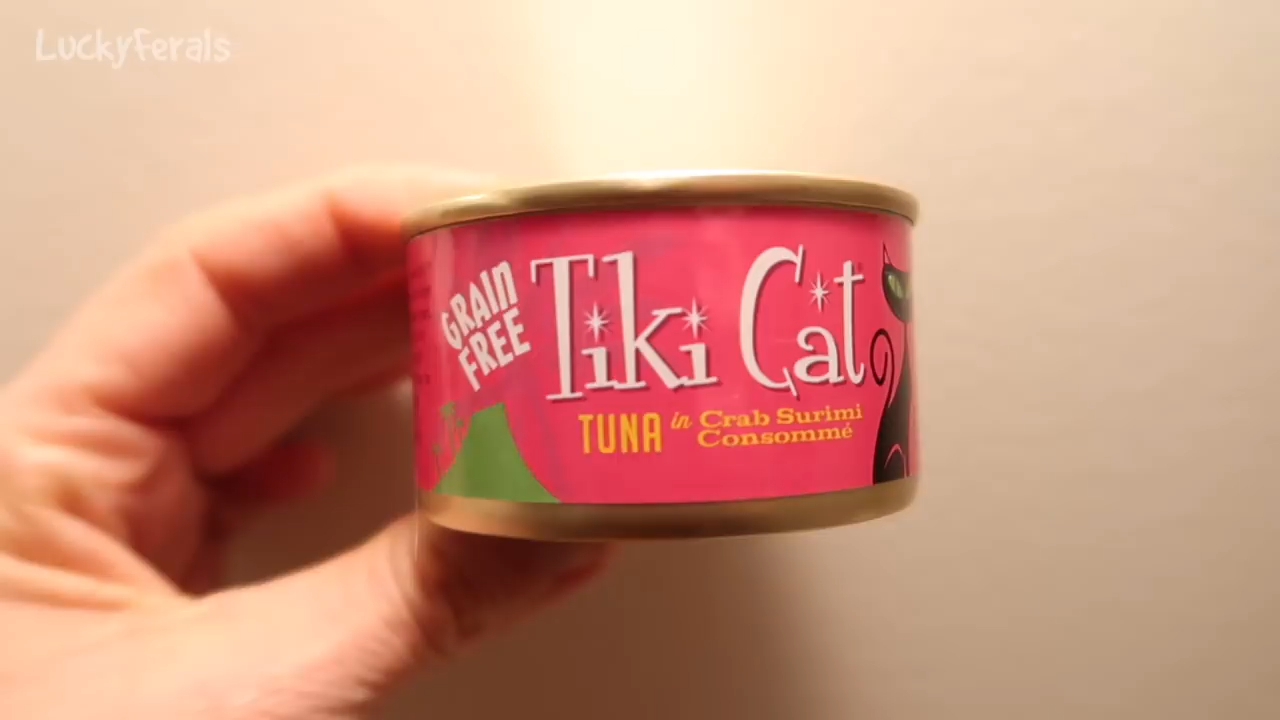 LuckyFerals
GRAIN
FREE
Tiki Cat
TUNA in Crab Surimi
Consommé